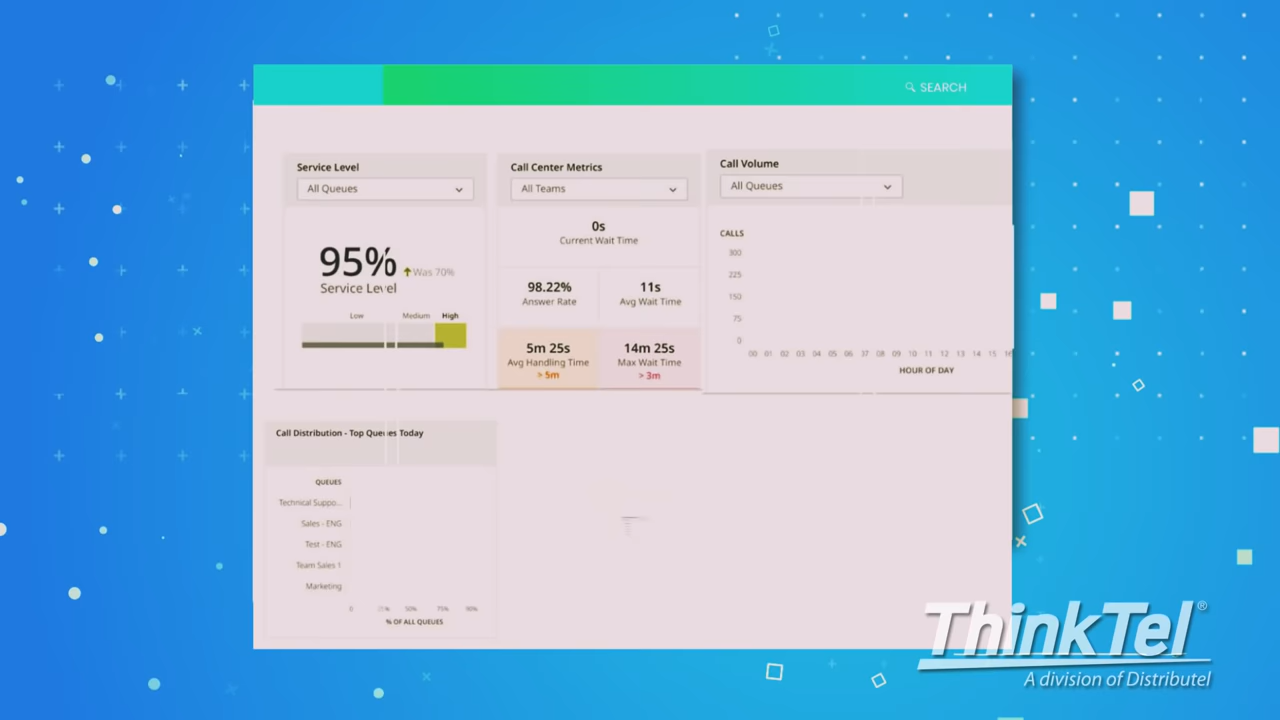 SEARCH
Service Level
All Queues
95%
Was 70%
Service Level
Low Medium High
Call Center Metrics
All Teams
0s
Current Wait Time
98.22%
Answer Rate
11s
Avg Wait Time
5m 25s
Avg Handling Time
> 5m
14m 25s
Max Wait Time
> 3m
Call Volume
All Queues
CALLS
300
225
150
75
0
00 01 02 03 04 05 06 07 08 09 10 11 12 13 14 15
HOUR OF DAY
Call Distribution - Top Queues Today
QUEUES
Technical Suppo...
Sales - ENG
Test - ENG
Team Sales 1
Marketing
0 25% 50% 75% 90%
% OF ALL QUEUES
ThinkTel®
A division of Distributel